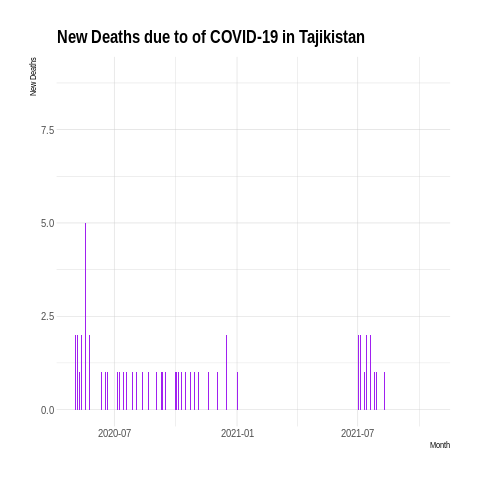 New Deaths due to of COVID-19 in Tajikistan
New Deaths
7.5
5.0
2.5
0.0
2020-07 2021-01 2021-07
Month